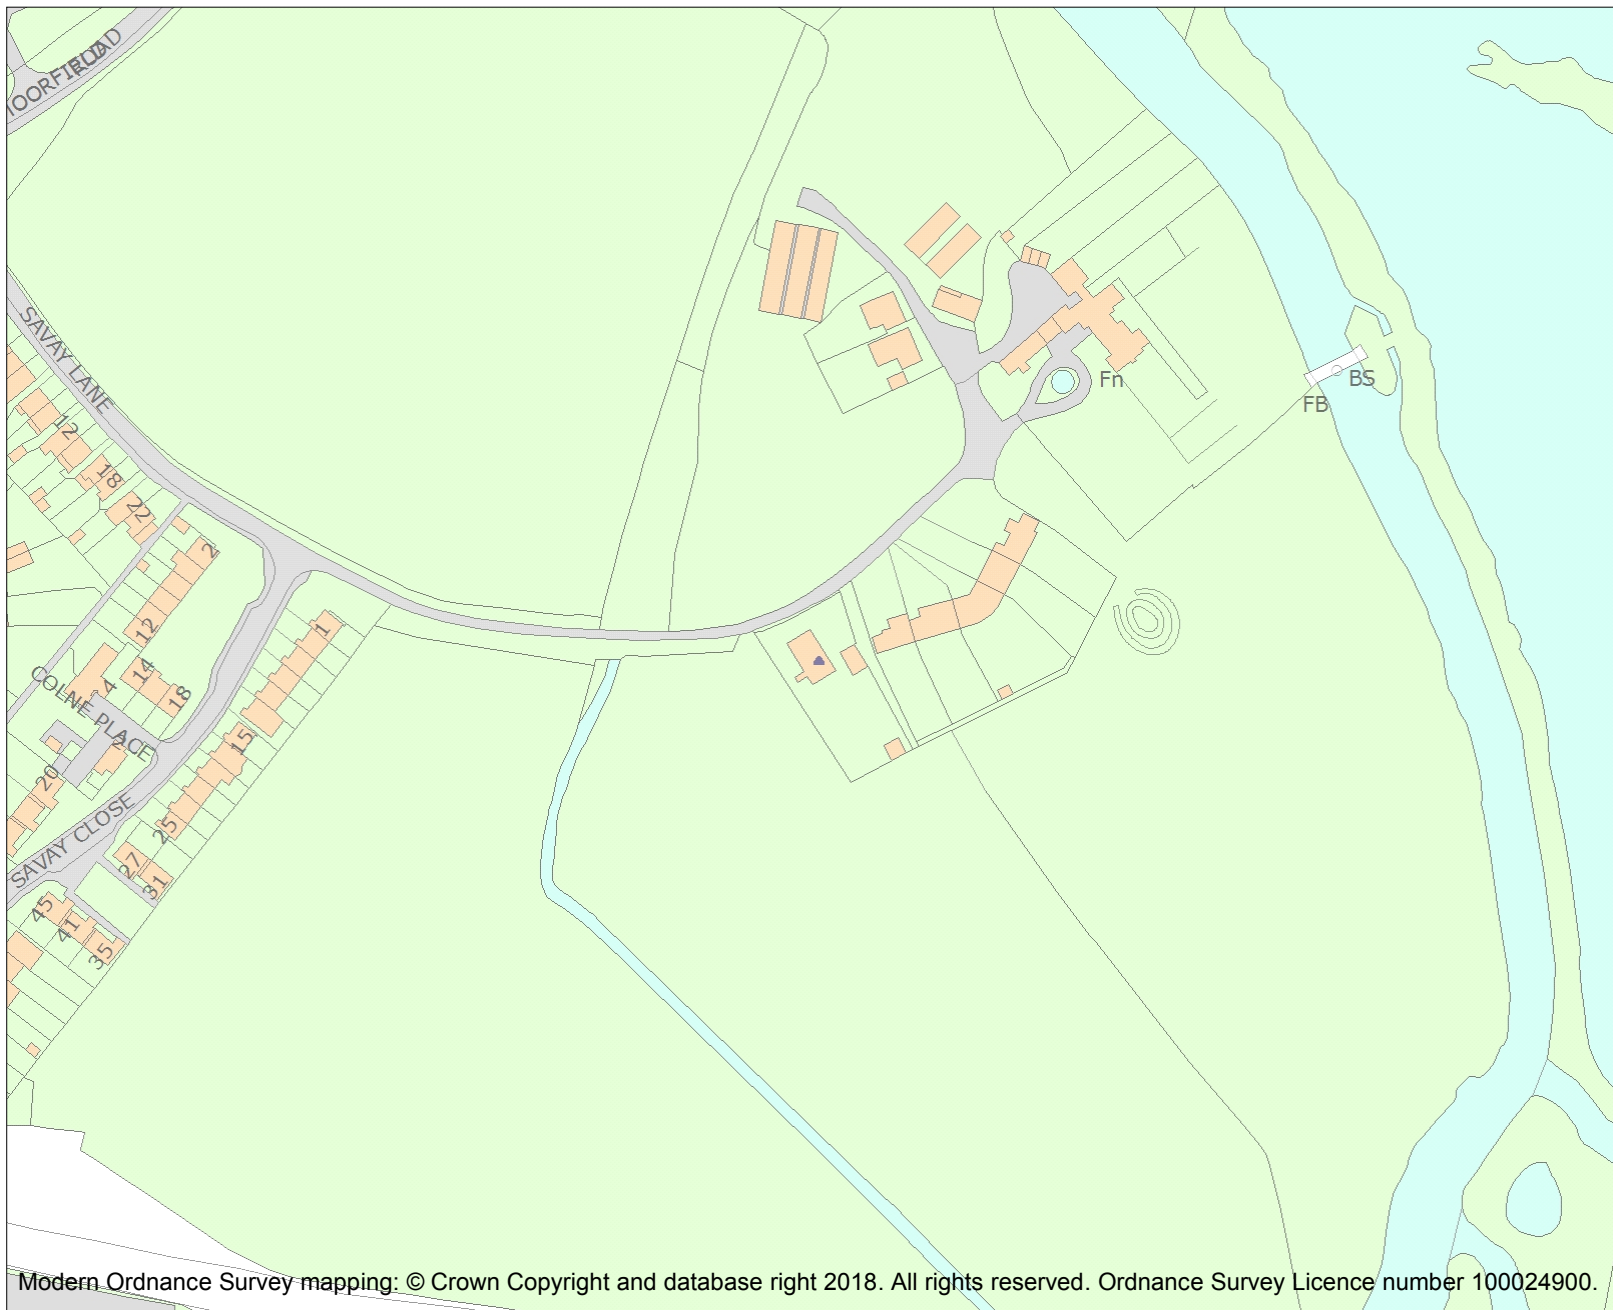 MOORFIELD
ROAD
SAVAY LANE
Fn
BS
FB
12
18
22
2
12
1
14
4
18
COLNE PLACE
2
15
20
25
SAVAY CLOSE
27
31
45
41
35
Modern Ordnance Survey mapping: © Crown Copyright and database right 2018. All rights reserved. Ordnance Survey Licence number 100024900.